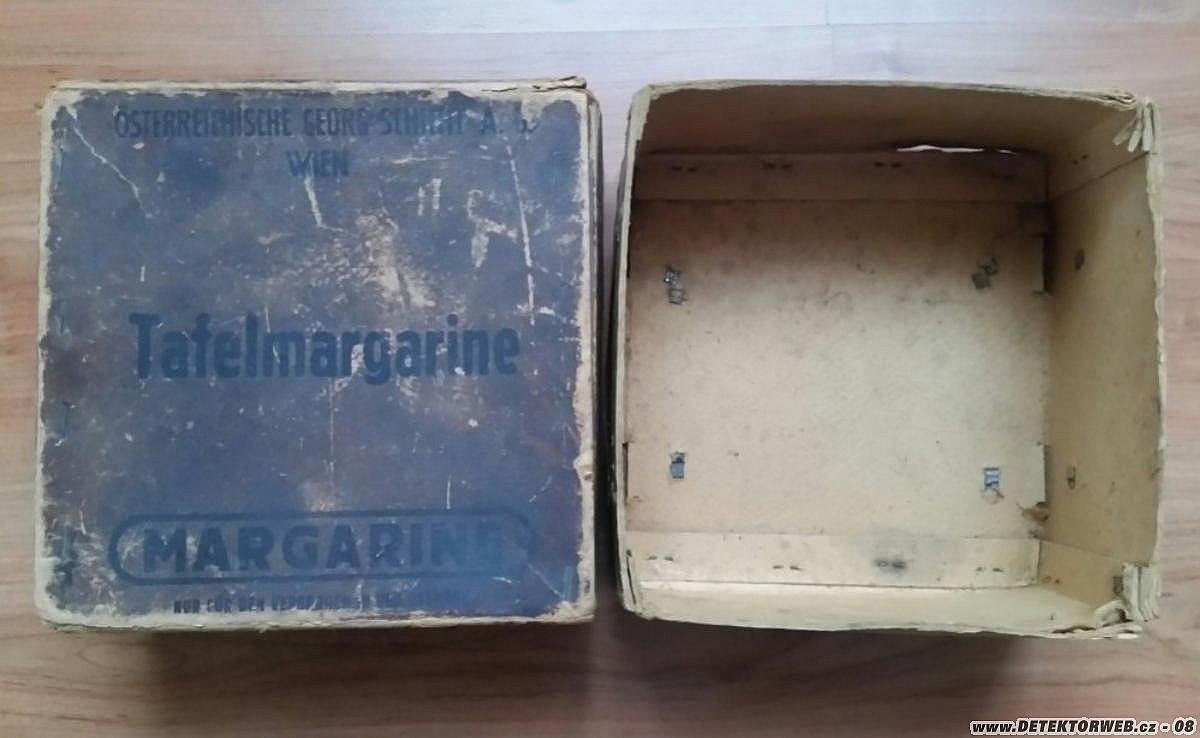 ÖSTERREICHISCHE GEORG SCHICHT A. G.
WIEN
Tafelmargarine
MARGARINE
NUR FÜR DEN
www.DETEKTORWEB.cz - 08